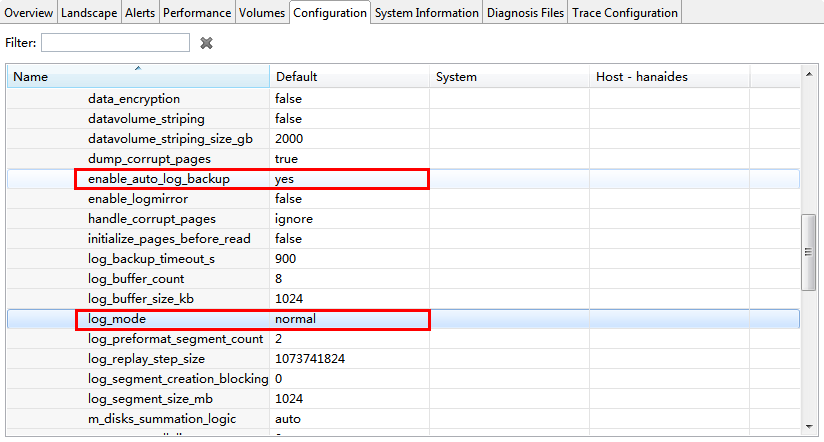 Overview Landscape Alerts Performance Volumes Configuration System Information Diagnosis Files Trace Configuration
Filter:
Name Default System Host - hanaides
data_encryption false
datavolume_striping false
datavolume_striping_size_gb 2000
dump_corrupt_pages true
enable_auto_log_backup yes
enable_logmirror false
handle_corrupt_pages ignore
initialize_pages_before_read false
log_backup_timeout_s 900
log_buffer_count 8
log_buffer_size_kb 1024
log_mode normal
log_preformat_segment_count 2
log_replay_step_size 1073741824
log_segment_creation_blocking 0
log_segment_size_mb 1024
m_disks_summation_logic auto